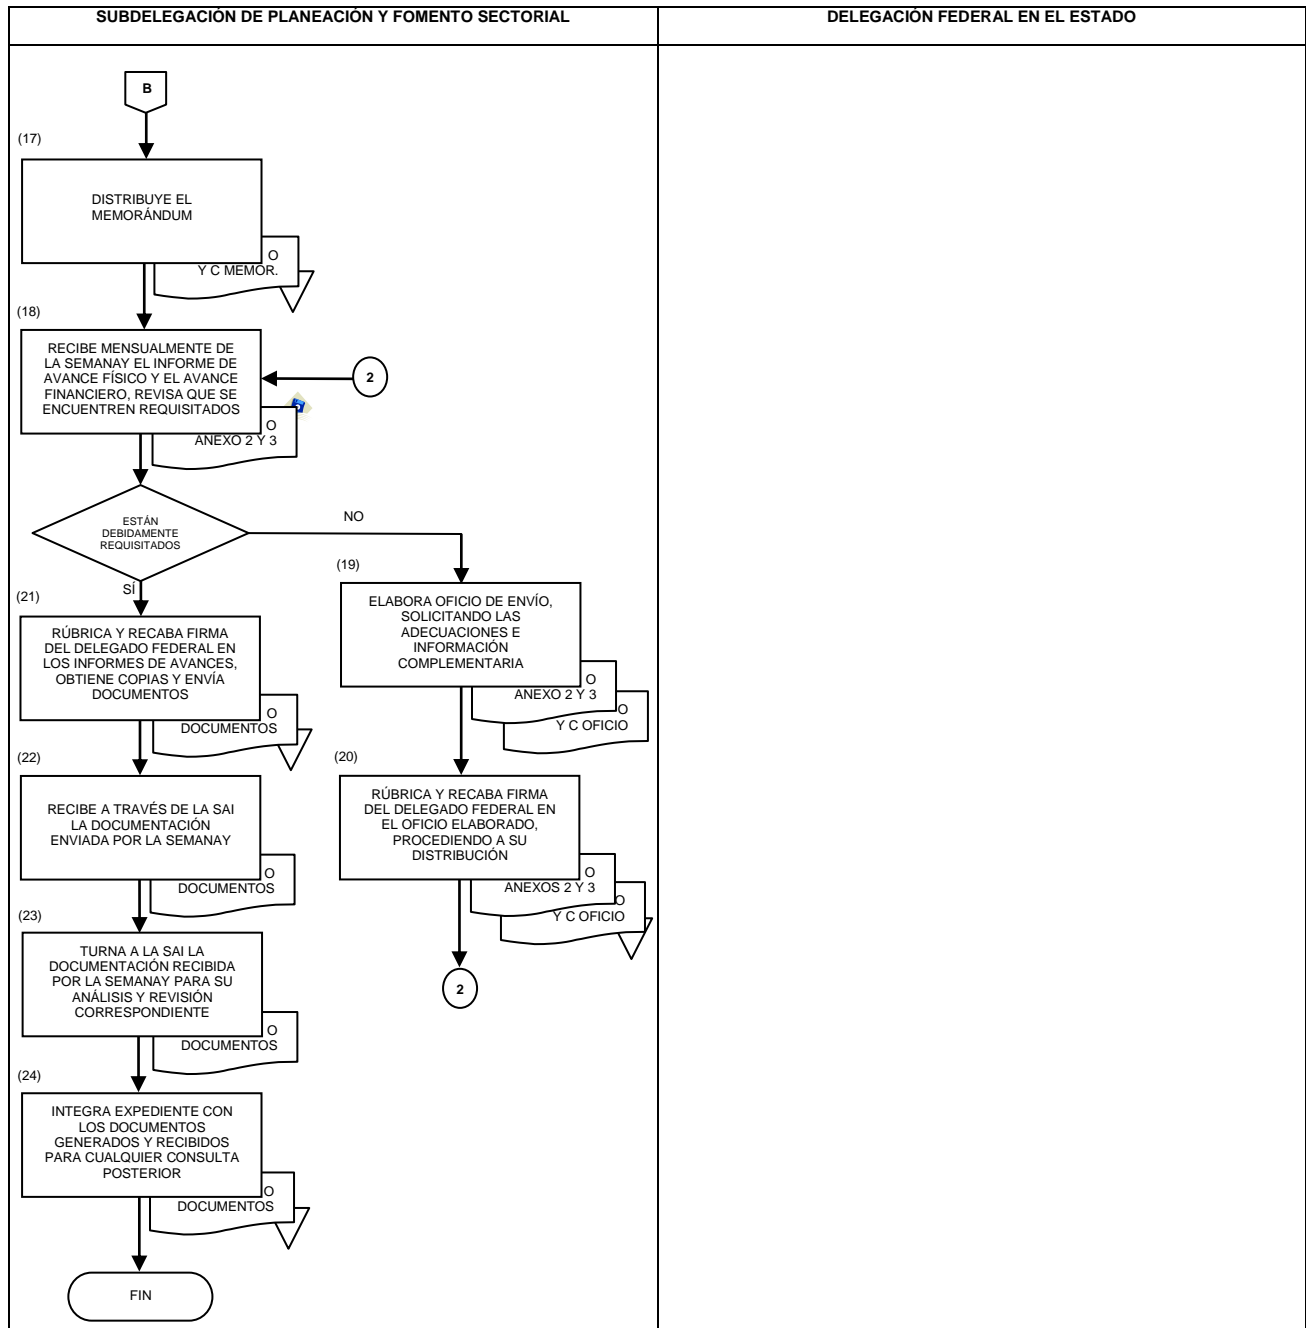 SUBDELEGACIÓN DE PLANEACIÓN Y FOMENTO SECTORIAL
DELEGACIÓN FEDERAL EN EL ESTADO
B
(17)
DISTRIBUYE EL
MEMORÁNDUM
O
Y C MEMOR.
(18)
RECIBE MENSUALMENTE DE
LA SEMANAY EL INFORME DE
AVANCE FÍSICO Y EL AVANCE
FINANCIERO, REVISA QUE SE
ENCUENTREN REQUISITADOS
2
O
ANEXO 2 Y 3
ESTÁN
DEBIDAMENTE
REQUISITADOS
NO
SÍ
(19)
ELABORA OFICIO DE ENVÍO,
SOLICITANDO LAS
ADECUACIONES E
INFORMACIÓN
COMPLEMENTARIA
O
ANEXO 2 Y 3
O
Y C OFICIO
(20)
RÚBRICA Y RECABA FIRMA
DEL DELEGADO FEDERAL EN
EL OFICIO ELABORADO,
PROCEDIENDO A SU
DISTRIBUCIÓN
O
ANEXOS 2 Y 3
O
Y C OFICIO
2
(21)
RÚBRICA Y RECABA FIRMA
DEL DELEGADO FEDERAL EN
LOS INFORMES DE AVANCES,
OBTIENE COPIAS Y ENVÍA
DOCUMENTOS
O
DOCUMENTOS
(22)
RECIBE A TRAVÉS DE LA SAI
LA DOCUMENTACIÓN
ENVIADA POR LA SEMANAY
O
DOCUMENTOS
(23)
TURNA A LA SAI LA
DOCUMENTACIÓN RECIBIDA
POR LA SEMANAY PARA SU
ANÁLISIS Y REVISIÓN
CORRESPONDIENTE
O
DOCUMENTOS
(24)
INTEGRA EXPEDIENTE CON
LOS DOCUMENTOS
GENERADOS Y RECIBIDOS
PARA CUALQUIER CONSULTA
POSTERIOR
O
DOCUMENTOS
FIN